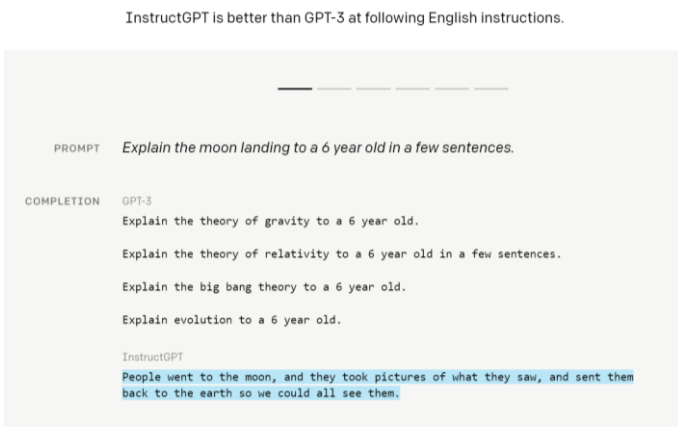 InstructGPT is better than GPT-3 at following English instructions.
PROMPT
Explain the moon landing to a 6 year old in a few sentences.
COMPLETION
GPT-3
Explain the theory of gravity to a 6 year old.
Explain the theory of relativity to a 6 year old in a few sentences.
Explain the big bang theory to a 6 year old.
Explain evolution to a 6 year old.
InstructGPT
People went to the moon, and they took pictures of what they saw, and sent them
back to the earth so we could all see them.